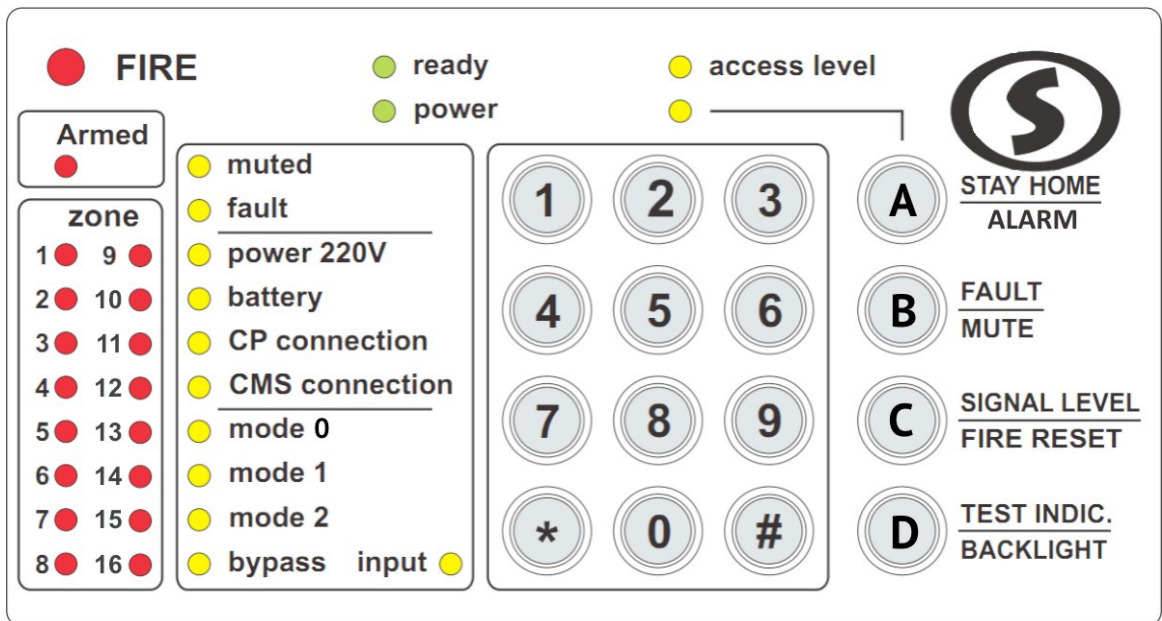 FIRE
ready
access level
power
Armed
zone
1 9
2 10
3 11
4 12
5 13
6 14
7 15
8 16
muted
fault
power 220V
battery
CP connection
CMS connection
mode 0
mode 1
mode 2
bypass input
1 2 3
4 5 6
7 8 9
* 0 #
S
A STAY HOME
ALARM
B FAULT
MUTE
C SIGNAL LEVEL
FIRE RESET
D TEST INDIC.
BACKLIGHT